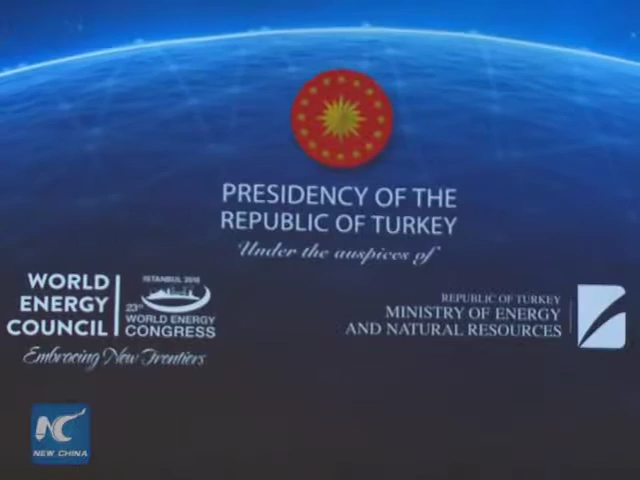 PRESIDENCY OF THE
REPUBLIC OF TURKEY
Under the auspices of
WORLD
ENERGY
COUNCIL
ISTANBUL 2016
23rd
WORLD ENERGY
CONGRESS
Embracing New Frontiers
REPUBLIC OF TURKEY
MINISTRY OF ENERGY
AND NATURAL RESOURCES
NC
NEW CHINA